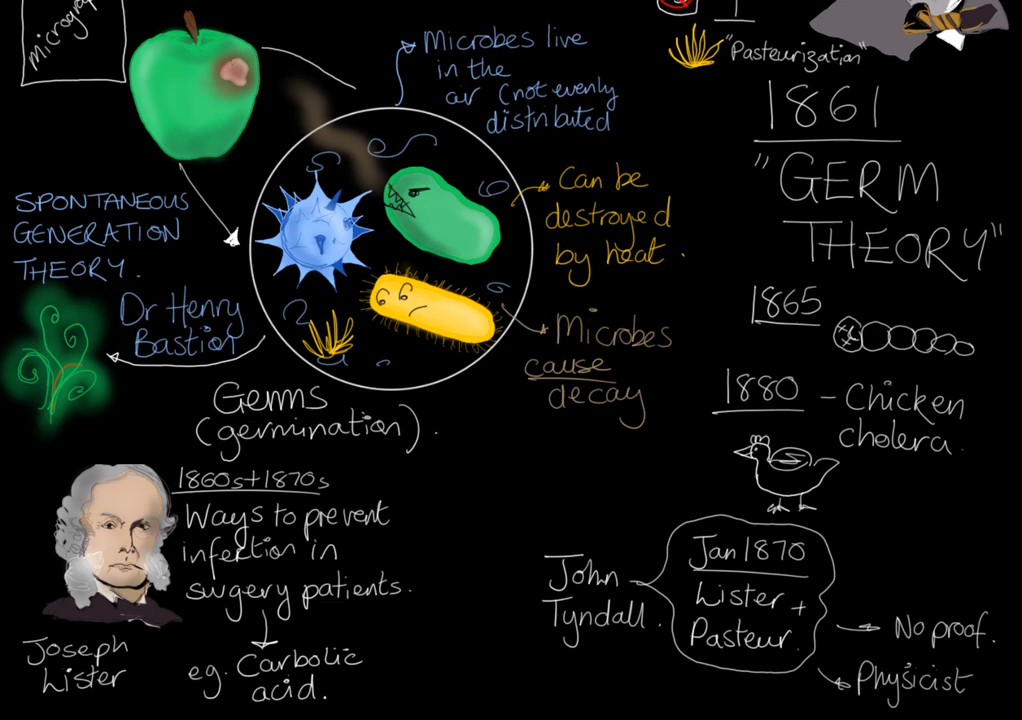 microgra
Microbes live
in the
air (not evenly
distributed
"Pasteurization"
1861
"GERM
THEORY"
Can be
destroyed
by heat.
SPONTANEOUS
GENERATION
THEORY.
Dr Henry
Bastion
Microbes
cause
decay
1865
1880 - Chicken
cholera.
Germs
(germination).
1860s+1870s
Ways to prevent
infection in
surgery patients.
eg. Carbolic
acid.
Joseph
Lister
John
Tyndall.
Jan 1870
Lister +
Pasteur.
No proof.
Physicist